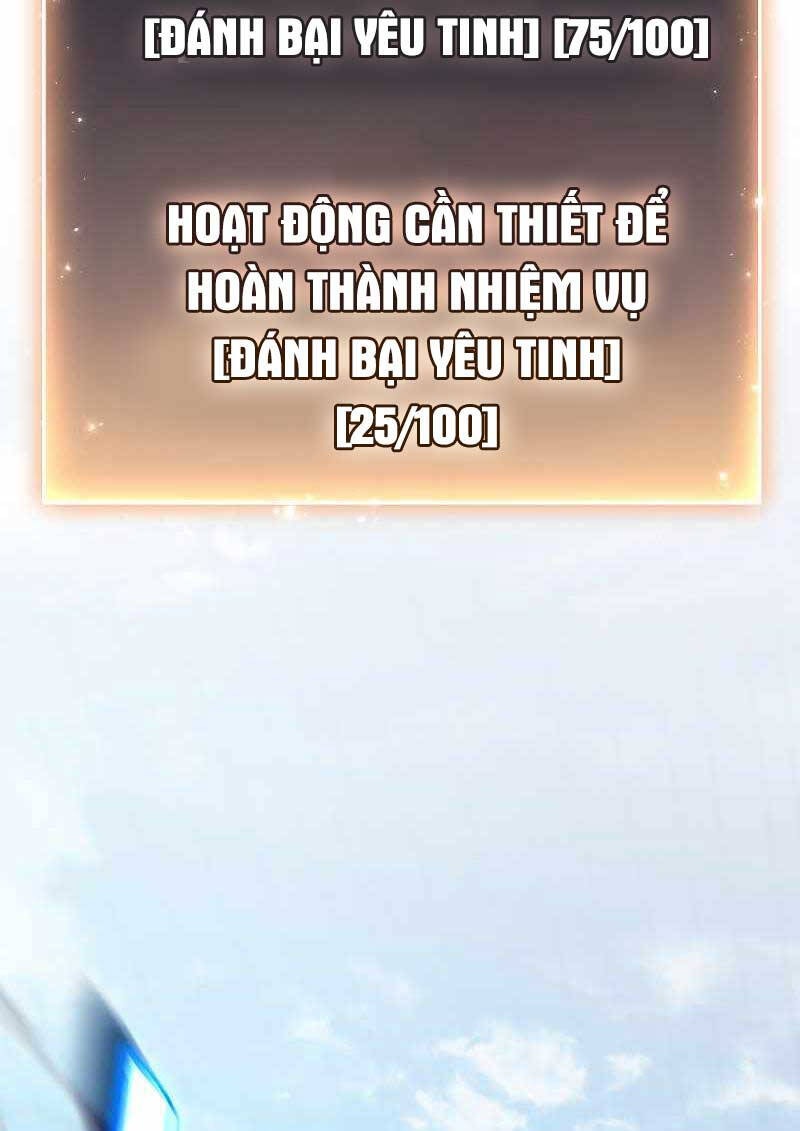 [ĐÁNH BẠI YÊU TINH] [75/100]
HOẠT ĐỘNG CẦN THIẾT ĐỂ
HOÀN THÀNH NHIỆM VỤ
[ĐÁNH BẠI YÊU TINH]
[25/100]